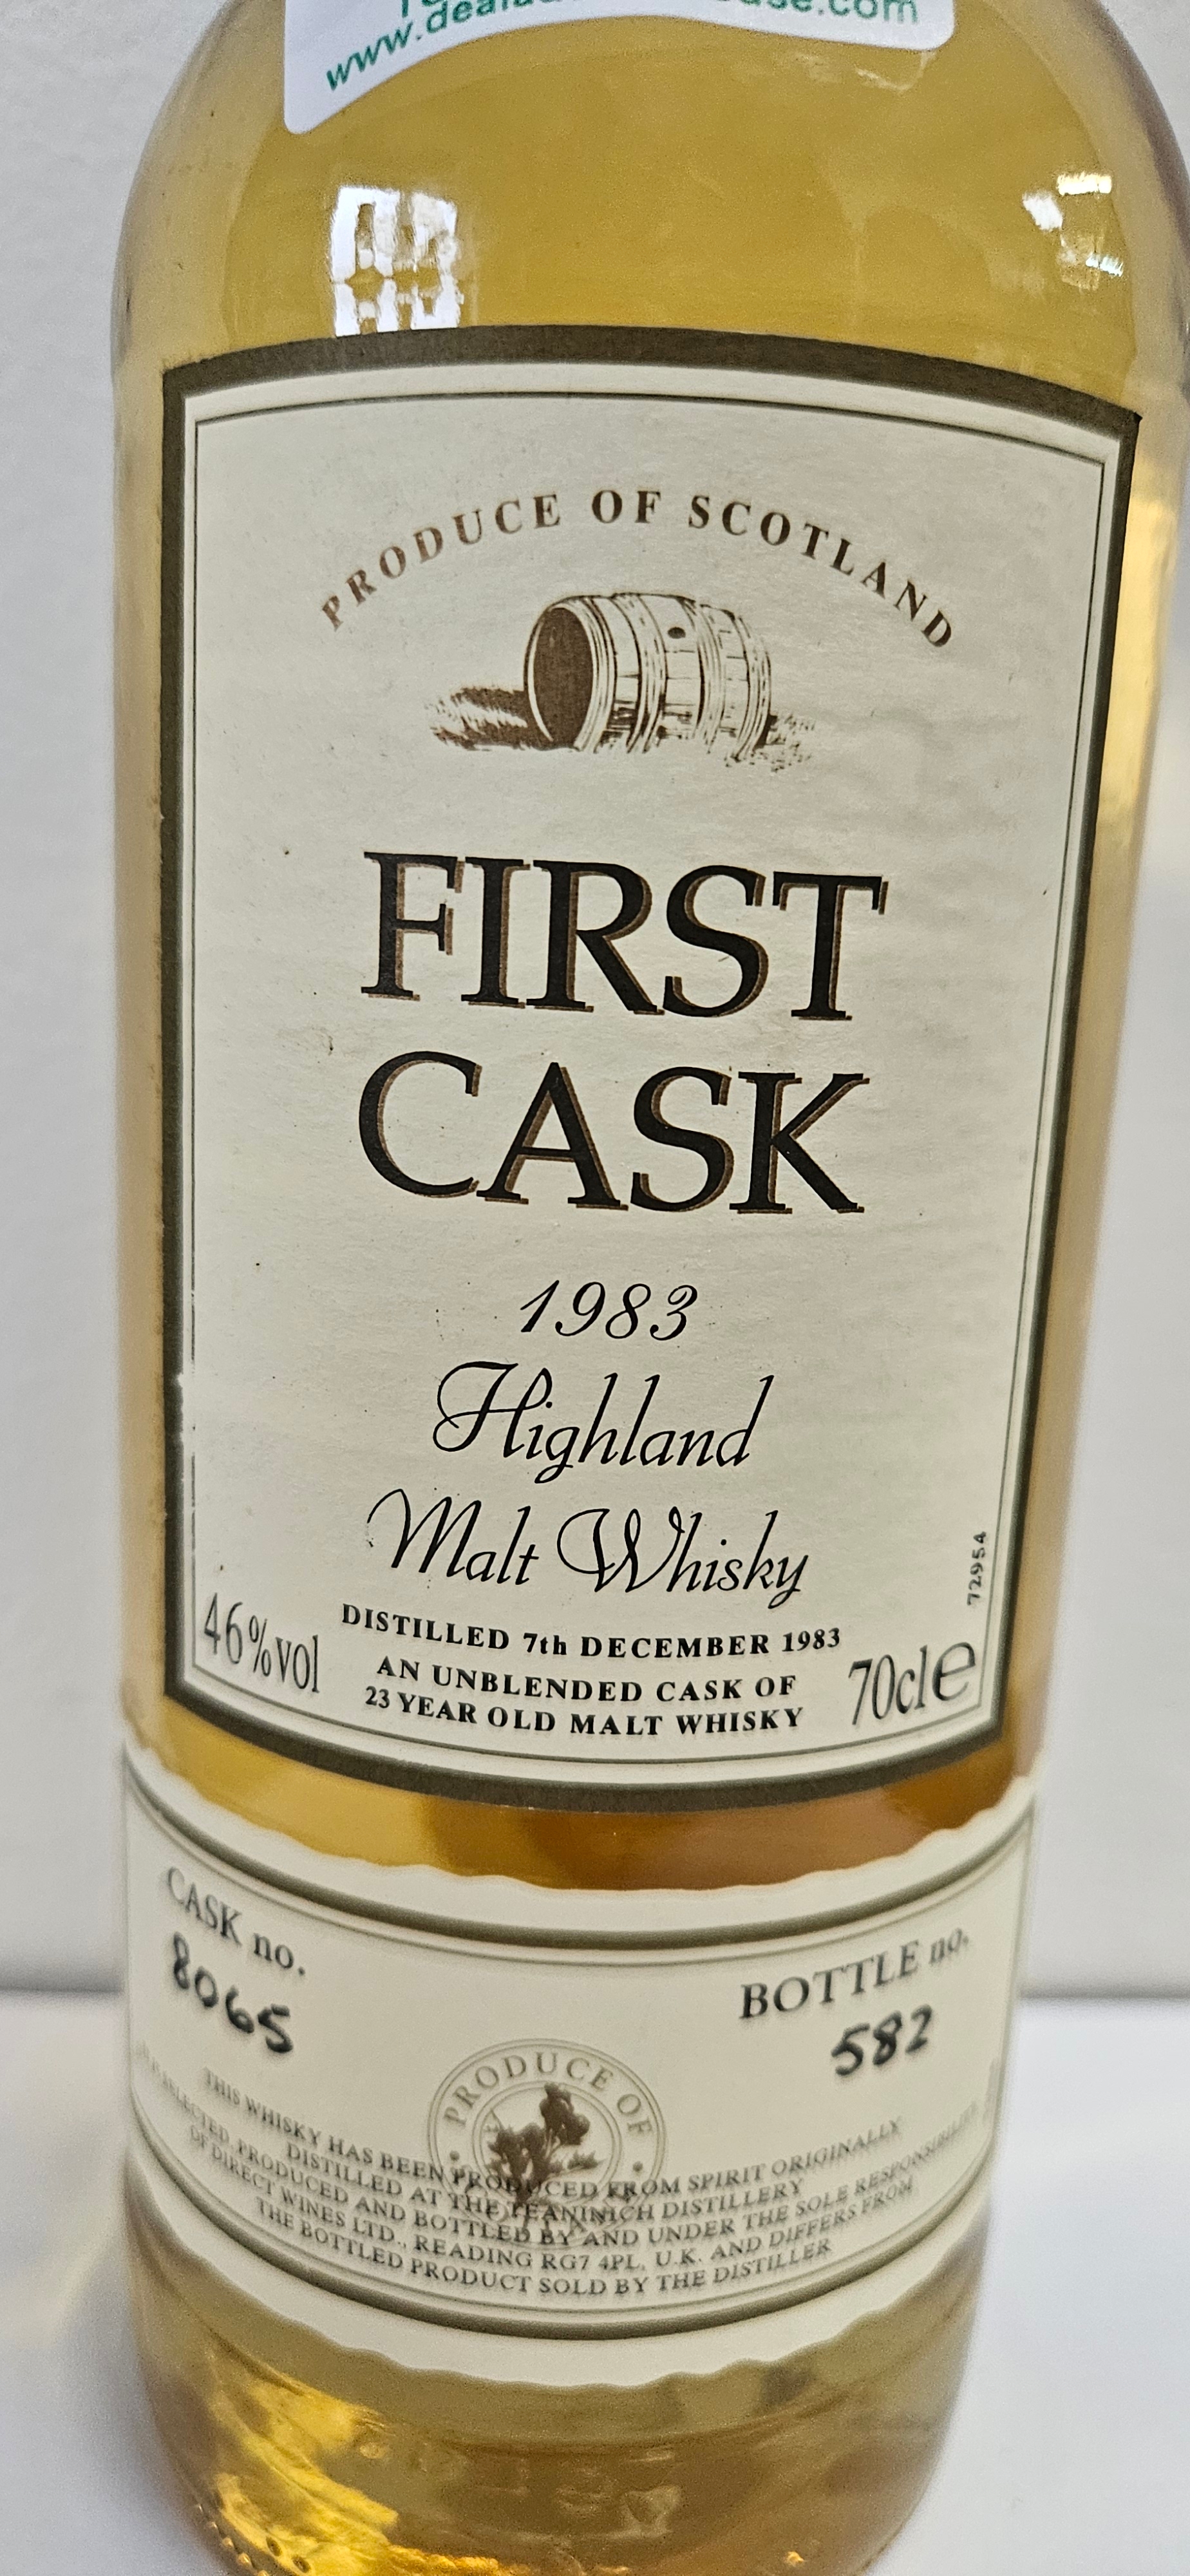 PRODUCE OF SCOTLAND
FIRST
CASK
1983
Highland
Malt Whisky
72954
46%vol
DISTILLED 7th DECEMBER 1983
AN UNBLENDED CASK OF
23 YEAR OLD MALT WHISKY
70cl e
CASK no.
8065
BOTTLE no.
582
PRODUCE OF
THIS WHISKY HAS BEEN PRODUCED FROM SPIRIT ORIGINALLY
DISTILLED AT THE TEANINICH DISTILLERY
SELECTED, PRODUCED AND BOTTLED BY AND UNDER THE SOLE RESPONSIBILITY
OF DIRECT WINES LTD., READING RG7 4PL, U.K. AND DIFFERS FROM
THE BOTTLED PRODUCT SOLD BY THE DISTILLER